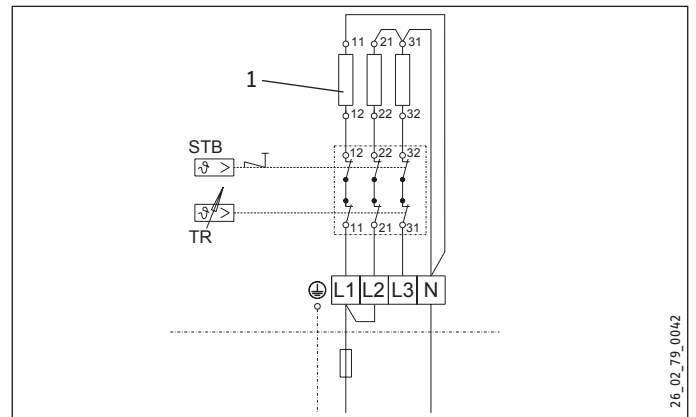 11 21 31
1
12 22 32
STB
12 22 32
ϑ >
ϑ >
TR
11 21 31
L1 L2 L3 N
26_02_79_0042